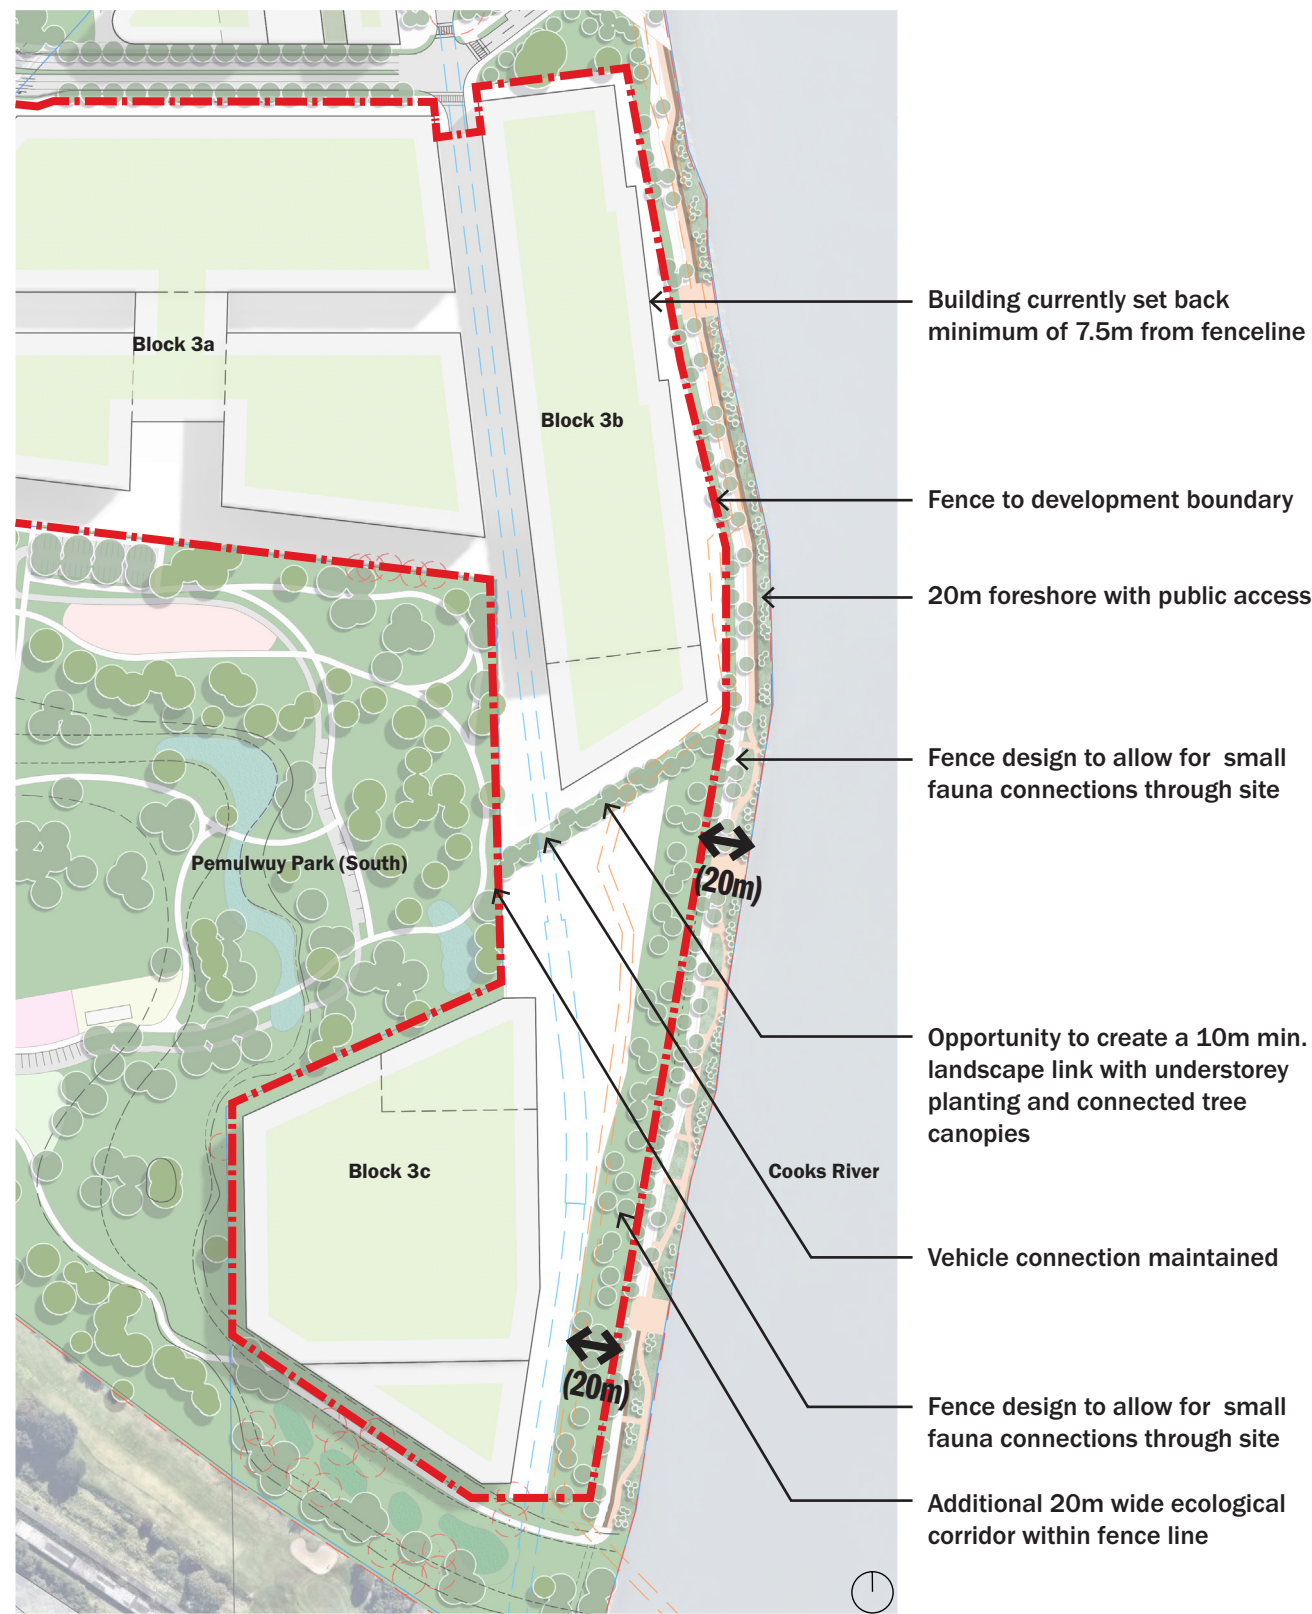 Building currently set back
minimum of 7.5m from fenceline
Block 3a
Block 3b
Fence to development boundary
20m foreshore with public access
Fence design to allow for  small
fauna connections through site
Pemulwuy Park (South)
(20m)
Opportunity to create a 10m min.
landscape link with understorey
planting and connected tree
canopies
Block 3c
Cooks River
Vehicle connection maintained
(20m)
Fence design to allow for  small
fauna connections through site
Additional 20m wide ecological
corridor within fence line